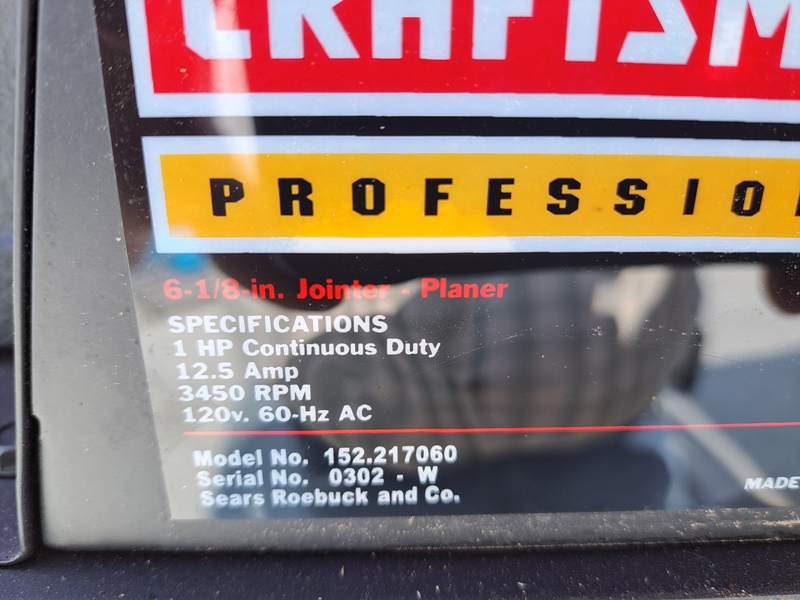 CRAFTSM
PROFESSIO
6-1/8-in. Jointer - Planer
SPECIFICATIONS
1 HP Continuous Duty
12.5 Amp
3450 RPM
120v. 60-Hz AC
Model No. 152.217060
Serial No. 0302 - W
Sears Roebuck and Co.
MADE